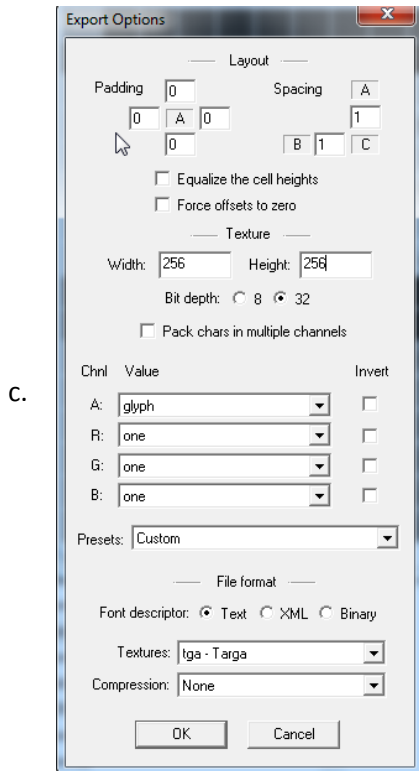 Export Options
Layout
Padding 0 Spacing A
0 A 0 1
0 B 1 C
Equalize the cell heights
Force offsets to zero
Texture
Width: 256 Height: 256
Bit depth: 8 32
Pack chars in multiple channels
Chnl Value Invert
c.
A: glyph
R: one
G: one
B: one
Presets: Custom
File format
Font descriptor: Text XML Binary
Textures: tga - Targa
Compression: None
OK Cancel